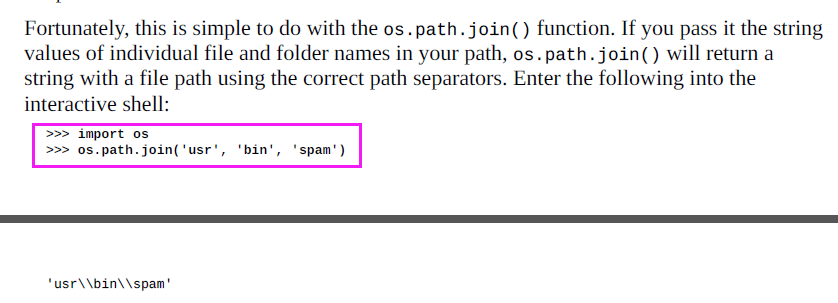 Fortunately, this is simple to do with the os.path.join() function. If you pass it the string
values of individual file and folder names in your path, os.path.join() will return a
string with a file path using the correct path separators. Enter the following into the
interactive shell:
>>> import os
>>> os.path.join('usr', 'bin', 'spam')
'usr\\bin\\spam'